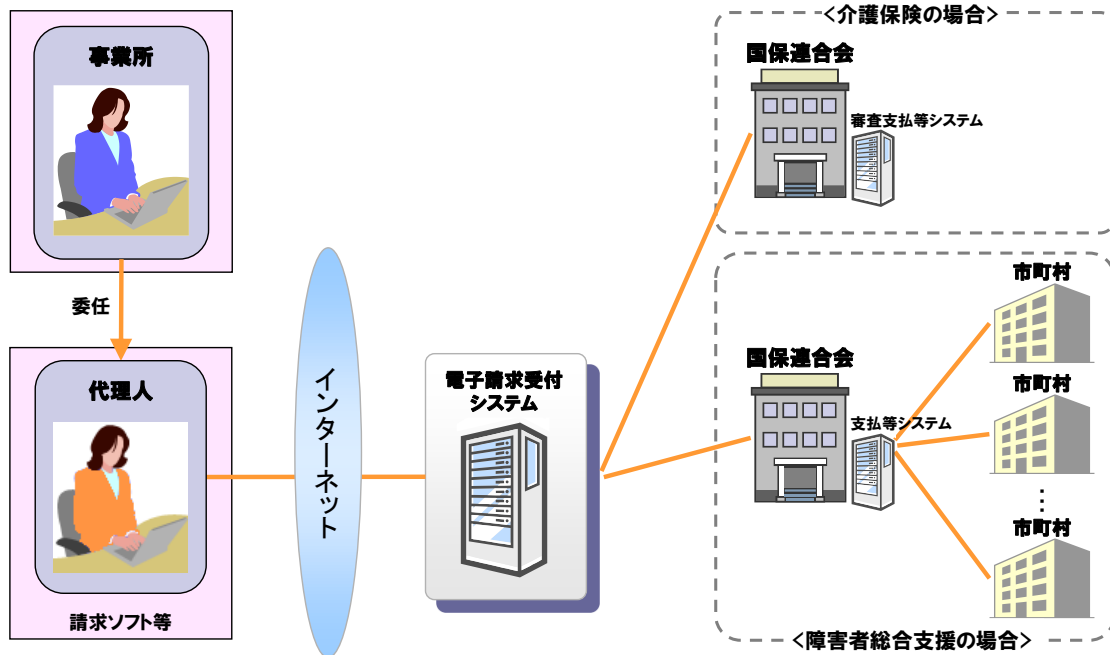 事業所
委任
代理人
請求ソフト等
インターネット
電子請求受付
システム
<介護保険の場合>
国保連合会
審査支払等システム
市町村
国保連合会
支払等システム
市町村
⋮
市町村
<障害者総合支援の場合>